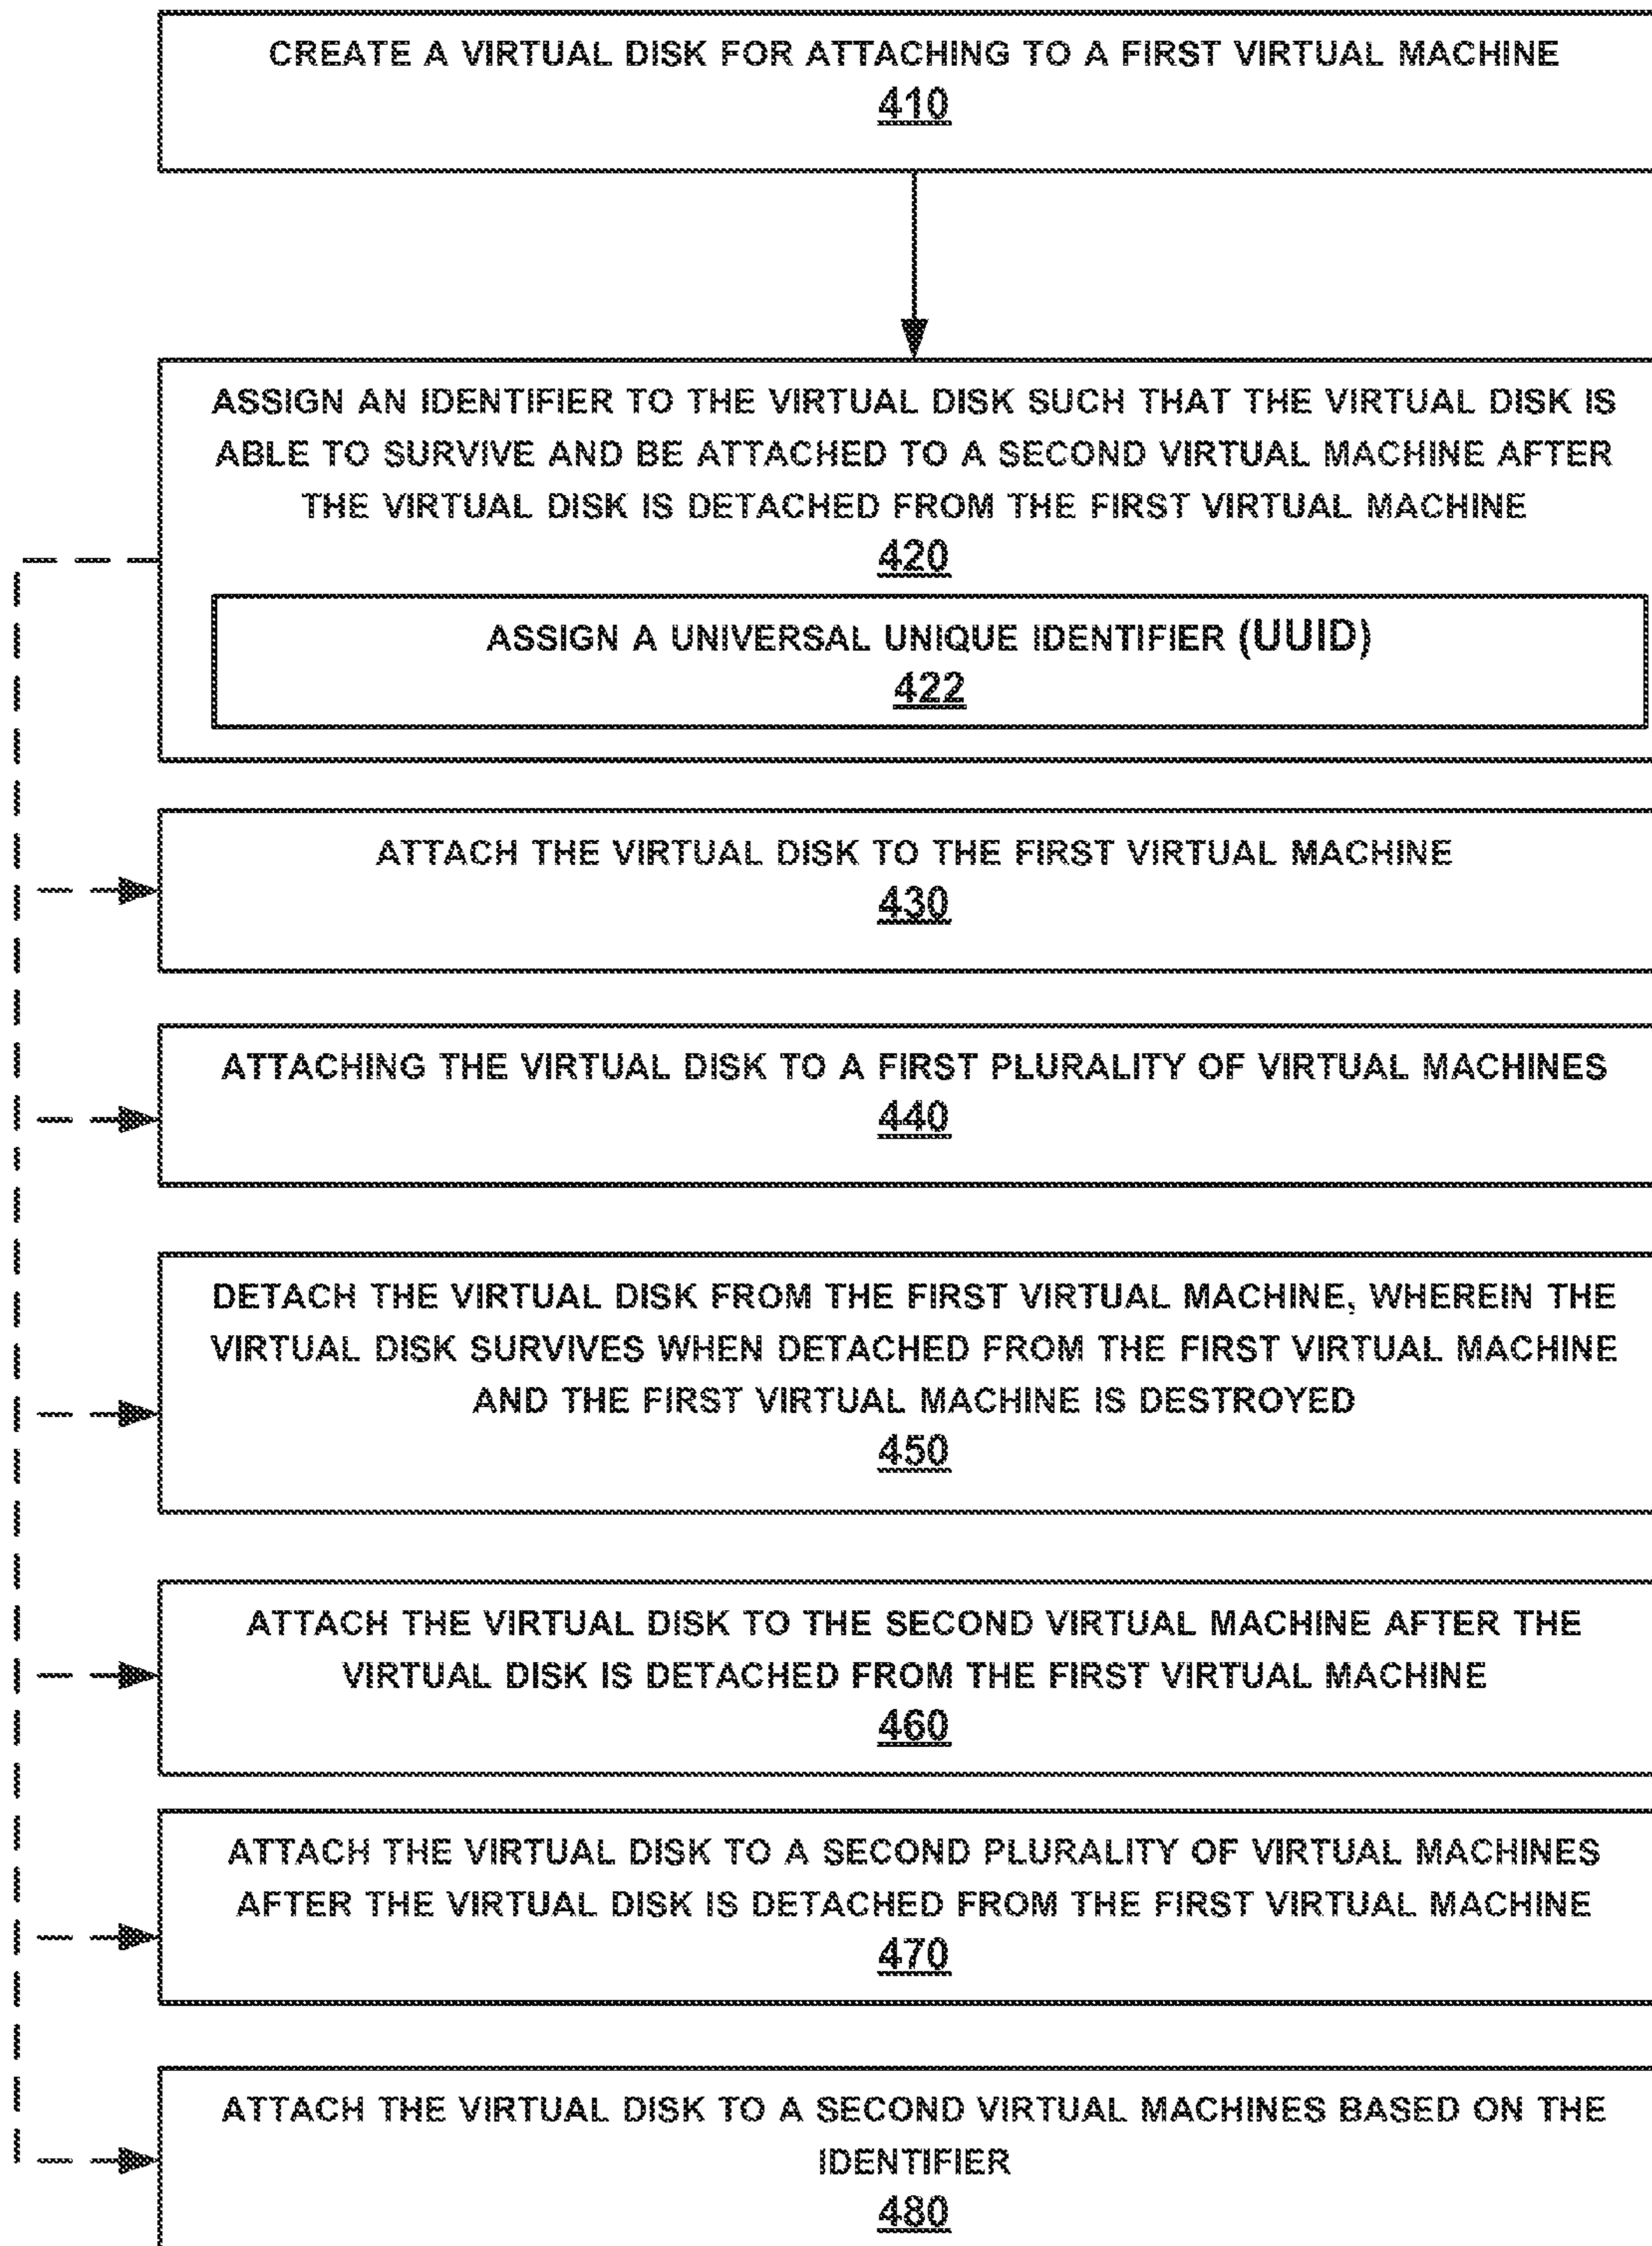 CREATE A VIRTUAL DISK FOR ATTACHING TO A FIRST VIRTUAL MACHINE
410
ASSIGN AN IDENTIFIER TO THE VIRTUAL DISK SUCH THAT THE VIRTUAL DISK IS
ABLE TO SURVIVE AND BE ATTACHED TO A SECOND VIRTUAL MACHINE AFTER
THE VIRTUAL DISK IS DETACHED FROM THE FIRST VIRTUAL MACHINE
420
ASSIGN A UNIVERSAL UNIQUE IDENTIFIER (UUID)
422
ATTACH THE VIRTUAL DISK TO THE FIRST VIRTUAL MACHINE
430
ATTACHING THE VIRTUAL DISK TO A FIRST PLURALITY OF VIRTUAL MACHINES
440
DETACH THE VIRTUAL DISK FROM THE FIRST VIRTUAL MACHINE, WHEREIN THE
VIRTUAL DISK SURVIVES WHEN DETACHED FROM THE FIRST VIRTUAL MACHINE
AND THE FIRST VIRTUAL MACHINE IS DESTROYED
450
ATTACH THE VIRTUAL DISK TO THE SECOND VIRTUAL MACHINE AFTER THE
VIRTUAL DISK IS DETACHED FROM THE FIRST VIRTUAL MACHINE
460
ATTACH THE VIRTUAL DISK TO A SECOND PLURALITY OF VIRTUAL MACHINES
AFTER THE VIRTUAL DISK IS DETACHED FROM THE FIRST VIRTUAL MACHINE
470
ATTACH THE VIRTUAL DISK TO A SECOND VIRTUAL MACHINES BASED ON THE
IDENTIFIER
480